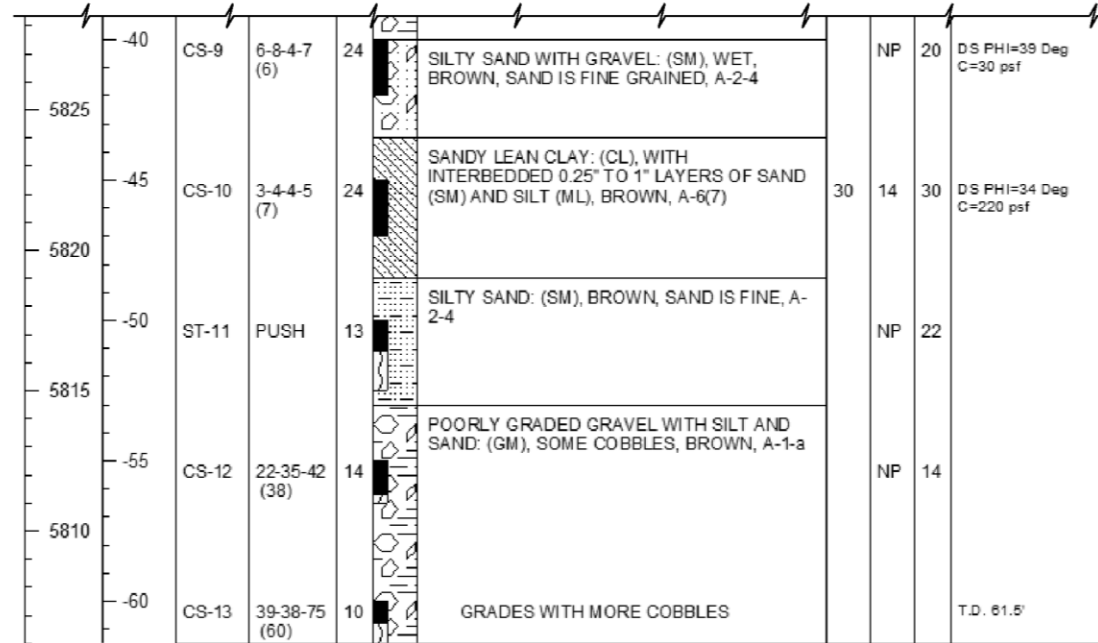 -40 CS-9 6-8-4-7 24 SILTY SAND WITH GRAVEL: (SM), WET, NP 20 DS PHI=39 Deg
(6) BROWN, SAND IS FINE GRAINED, A-2-4 C=30 psf
5825
SANDY LEAN CLAY: (CL), WITH
-45 CS-10 3-4-4-5 24 INTERBEDDED 0.25" TO 1" LAYERS OF SAND 30 14 30 DS PHI=34 Deg
(7) (SM) AND SILT (ML), BROWN, A-6(7) C=220 psf
5820
SILTY SAND: (SM), BROWN, SAND IS FINE, A-
2-4
-50 ST-11 PUSH 13 NP 22
5815
POORLY GRADED GRAVEL WITH SILT AND
SAND: (GM), SOME COBBLES, BROWN, A-1-a
-55 CS-12 22-35-42 14 NP 14
(38)
5810
-60 CS-13 39-38-75 10 GRADES WITH MORE COBBLES T.D. 61.5'
(60)